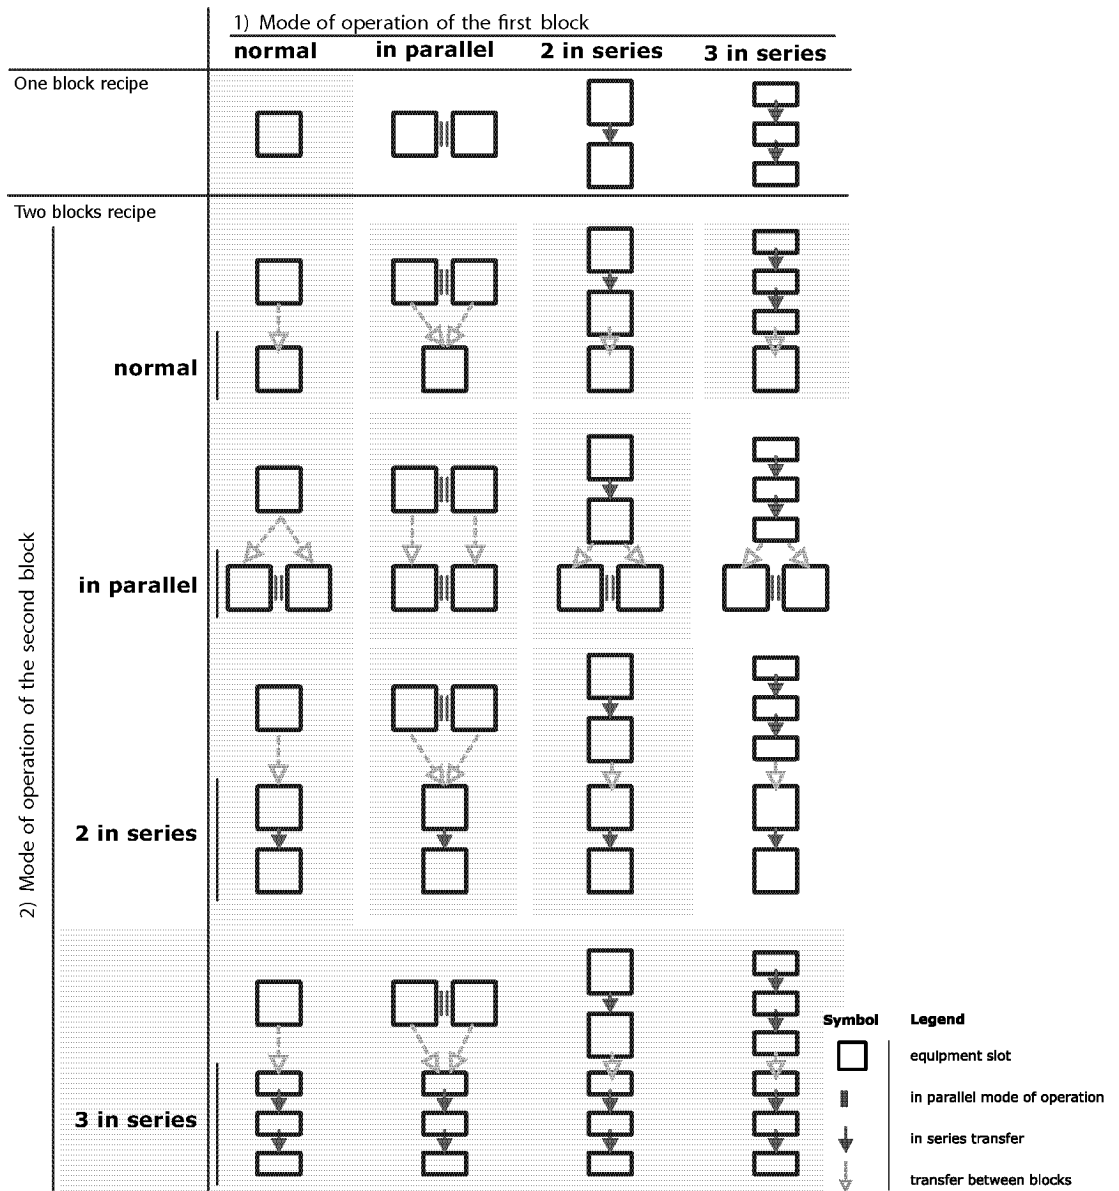 1) Mode of operation of the first block
normal in parallel 2 in series 3 in series
One block recipe
Two blocks recipe
normal
in parallel
2 in series
3 in series
2) Mode of operation of the second block
Symbol Legend
equipment slot
in parallel mode of operation
in series transfer
transfer between blocks